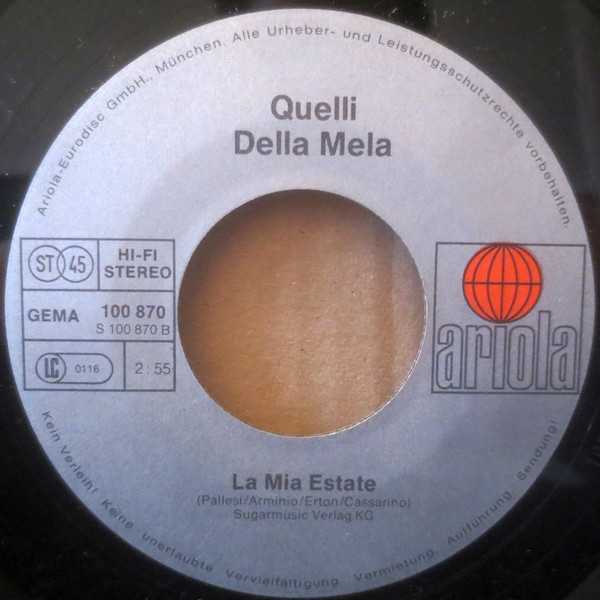 Ariola-Eurodisc GmbH., München. Alle Urheber- und Leistungsschutzrechte vorbehalten.
Quelli
Della Mela
ST 45
HI-FI
STEREO
GEMA
100 870
S 100 870 B
LC 0116
2:55
ariola
La Mia Estate
(Pallesi/Arminio/Erton/Cassarino)
Sugarmusic Verlag KG
Kein Verleih! Keine unerlaubte Vervielfältigung, Vermietung, Aufführung, Sendung!